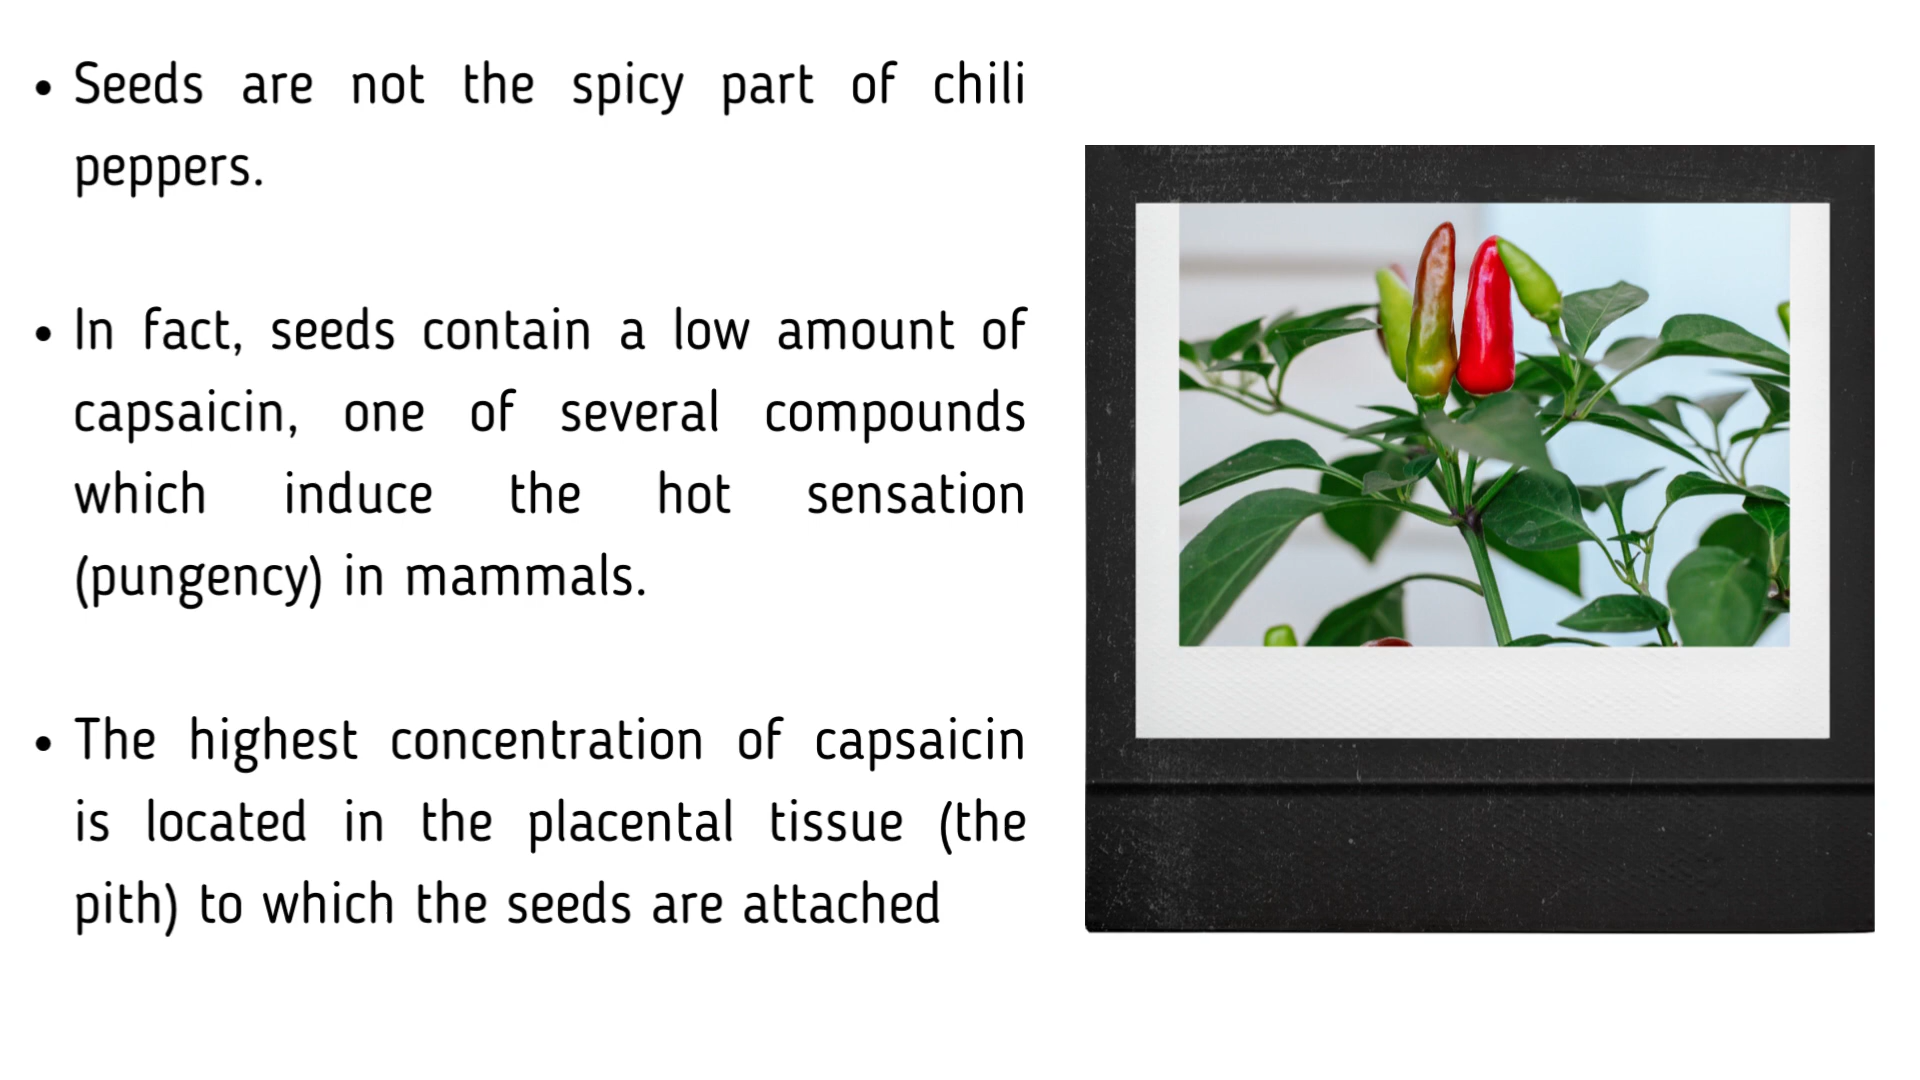 • Seeds are not the spicy part of chili
peppers.
• In fact, seeds contain a low amount of
capsaicin, one of several compounds
which induce the hot sensation
(pungency) in mammals.
• The highest concentration of capsaicin
is located in the placental tissue (the
pith) to which the seeds are attached